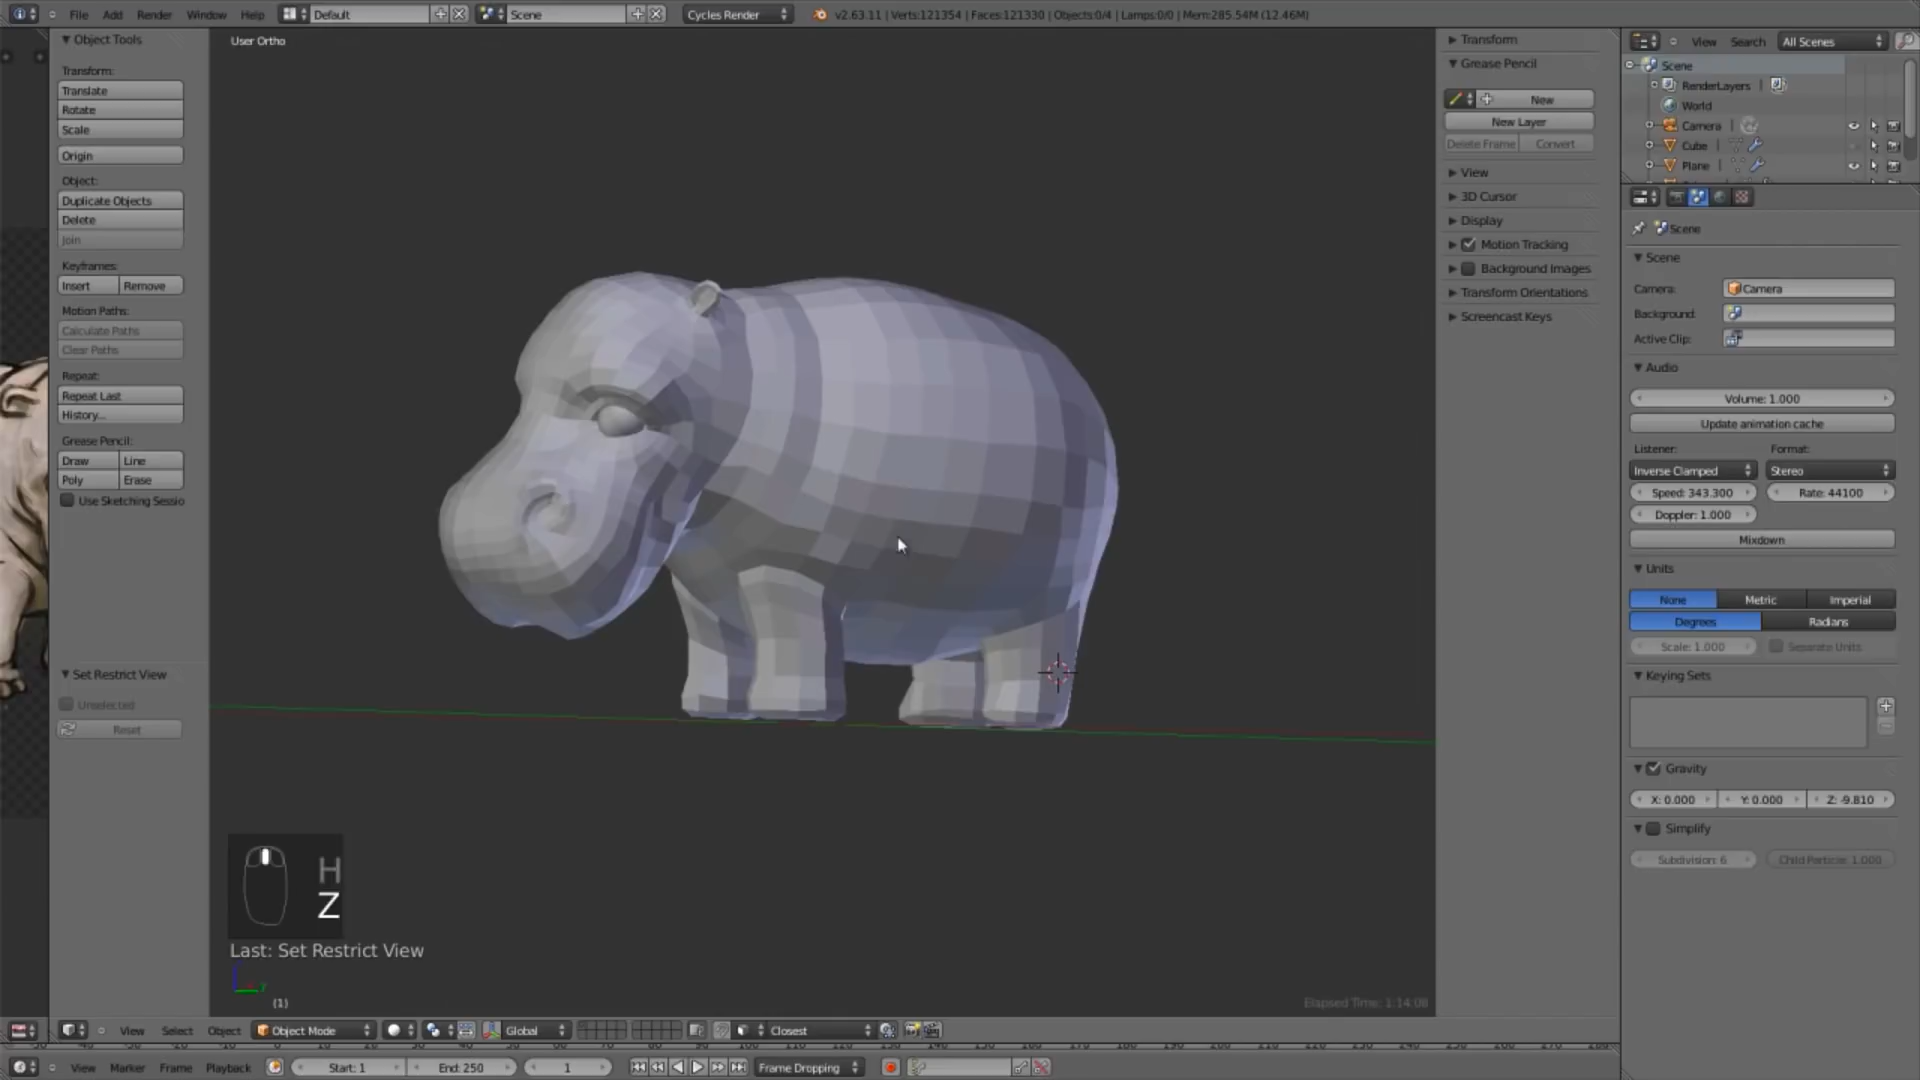 File Add Render Window Help Default Scene Cycles Render v2.63.11 | Verts:121354 | Faces:121330 | Objects:0/4 | Lamps:0/0 | Mem:285.54M (12.46M)
Object Tools
Transform:
Translate
Rotate
Scale
Origin
Object:
Duplicate Objects
Delete
Join
Keyframes:
Insert Remove
Motion Paths:
Calculate Paths
Clear Paths
Repeat:
Repeat Last
History...
Grease Pencil:
Draw Line
Poly Erase
Use Sketching Sessio
Set Restrict View
Unselected
Reset
User Ortho
H
Z
Last: Set Restrict View
(1)
Elapsed Time: 1:14:08
Transform
Grease Pencil
New
New Layer
Delete Frame Convert
View
3D Cursor
Display
Motion Tracking
Background Images
Transform Orientations
Screencast Keys
View Search All Scenes
Scene
RenderLayers |
World
Camera
Cube
Plane
Scene
Scene
Camera: Camera
Background:
Active Clip:
Audio
Volume: 1.000
Update animation cache
Listener: Format:
Inverse Clamped Stereo
Speed: 343.300 Rate: 44100
Doppler: 1.000
Mixdown
Units
None Metric Imperial
Degrees Radians
Scale: 1.000 Separate Units
Keying Sets
Gravity
X: 0.000 Y: 0.000 Z: -9.810
Simplify
Subdivision: 6 Child Particle: 1.000
View Select Object Object Mode Global Closest
View Marker Frame Playback Start: 1 End: 250 1 Frame Dropping